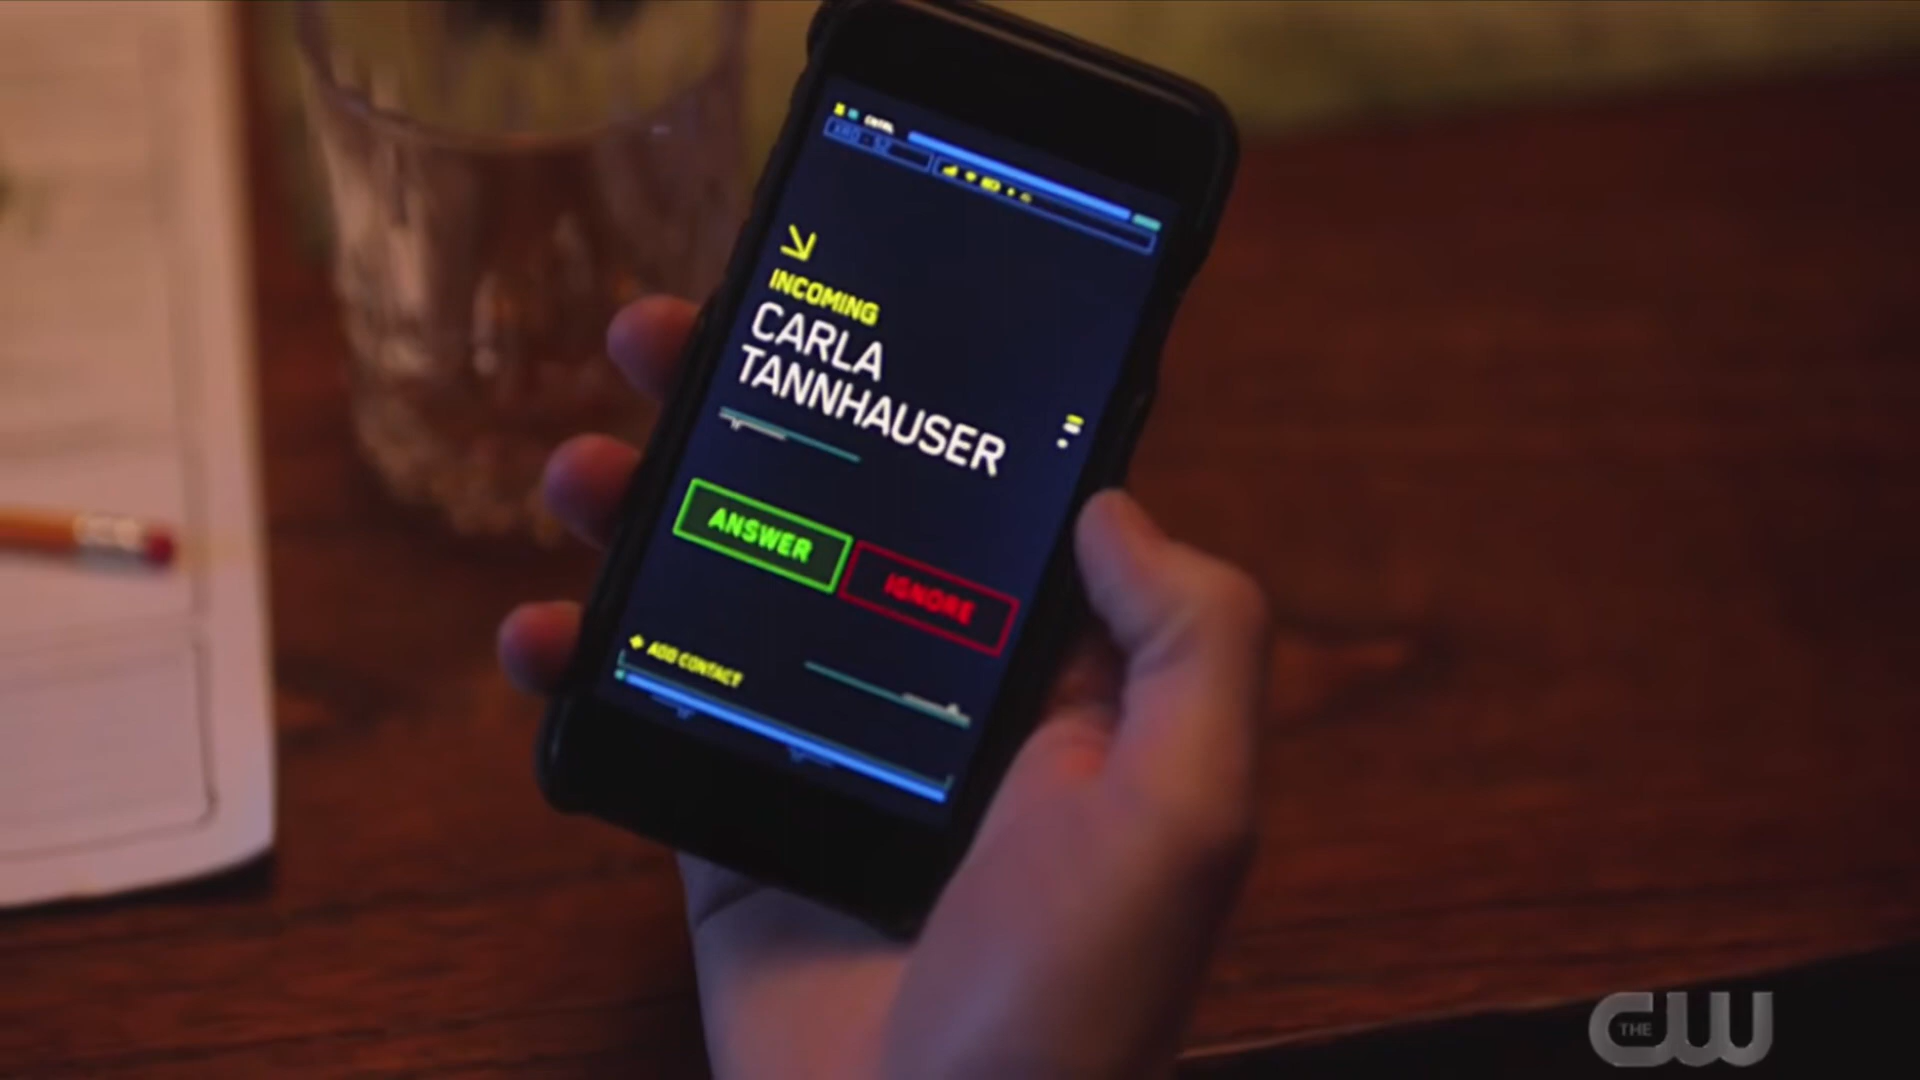 INCOMING
CARLA
TANNHAUSER
ANSWER
IGNORE
+ ADD CONTACT
THE CW